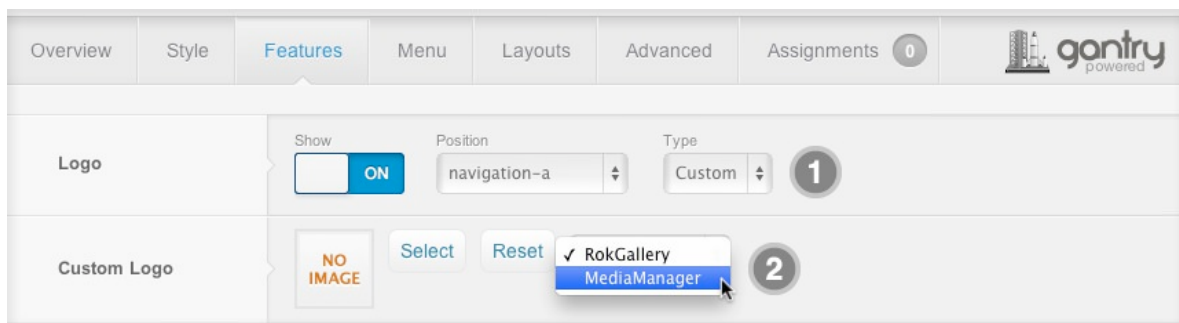 Overview Style Features Menu Layouts Advanced Assignments 0 gantry
powered
Show Position Type
Logo ON navigation-a Custom 1
Custom Logo NO IMAGE Select Reset ✓ RokGallery 2
MediaManager